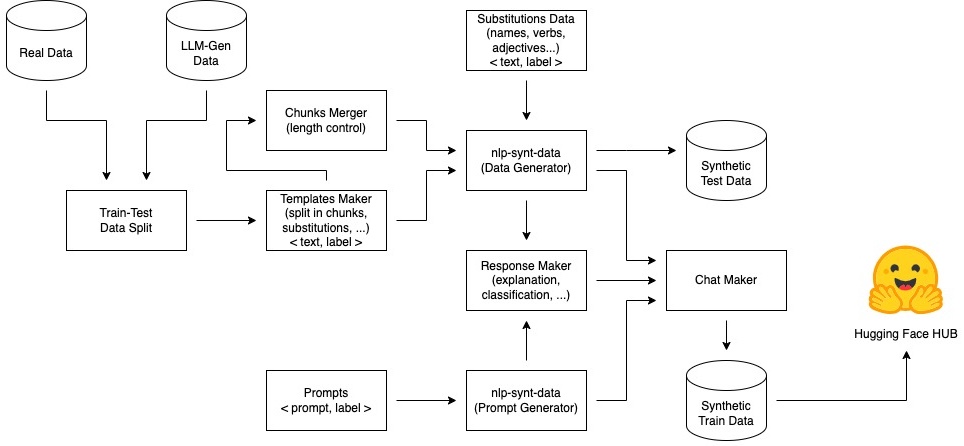 Real Data
LLM-Gen
Data
Substitutions Data
(names, verbs,
adjectives...)
< text, label >
Chunks Merger
(length control)
nlp-synt-data
(Data Generator)
Synthetic
Test Data
Train-Test
Data Split
Templates Maker
(split in chunks,
substitutions, ...)
< text, label >
Response Maker
(explanation,
classification, ...)
Chat Maker
Hugging Face HUB
Prompts
< prompt, label >
nlp-synt-data
(Prompt Generator)
Synthetic
Train Data